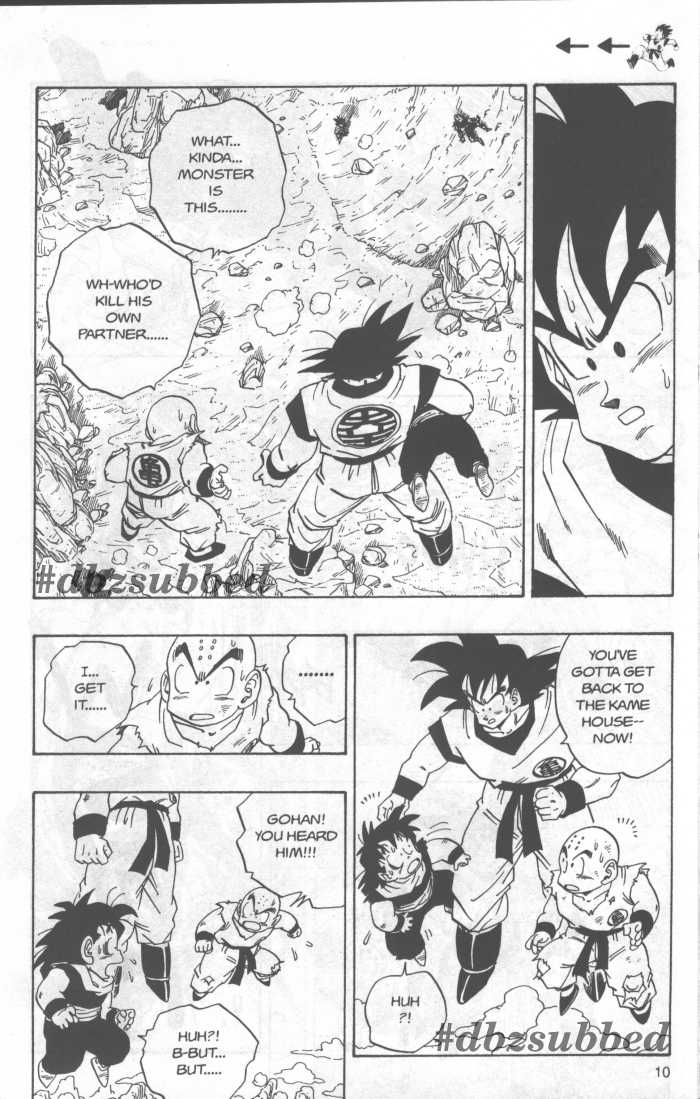 WHAT...
KINDA...
MONSTER
IS
THIS........
WH-WHO'D
KILL HIS
OWN
PARTNER......
亀
#dbzsubbed
YOU'VE
GOTTA GET
BACK TO
THE KAME
HOUSE--
NOW!
HUH
?!
#dbzsubbed
........
I...
GET
IT......
GOHAN!
YOU HEARD
HIM!!!
HUH?!
B-BUT...
BUT.....
10